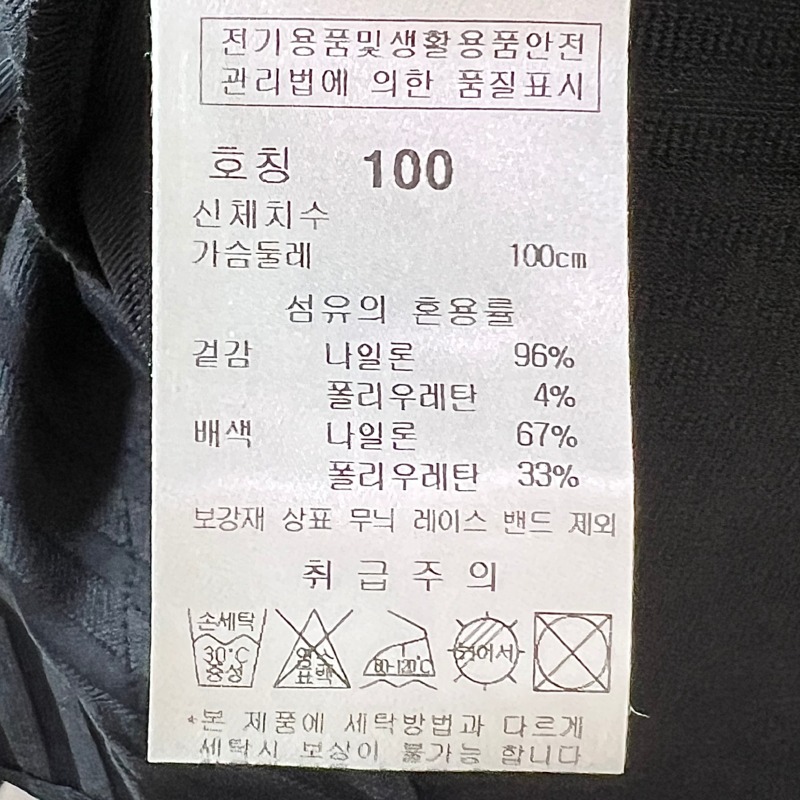 전기용품및생활용품안전
관리법에 의한 품질표시
호칭 100
신체치수
가슴둘레 100cm
섬유의 혼용률
겉감 나일론 96%
폴리우레탄 4%
배색 나일론 67%
폴리우레탄 33%
보강재 상표 무늬 레이스 밴드 제외
취급주의
손세탁
30°C
중성
염소
표백
80-120°C
뉘어서
*본 제품에 세탁방법과 다르게
세탁시 보상이 불가능 합니다